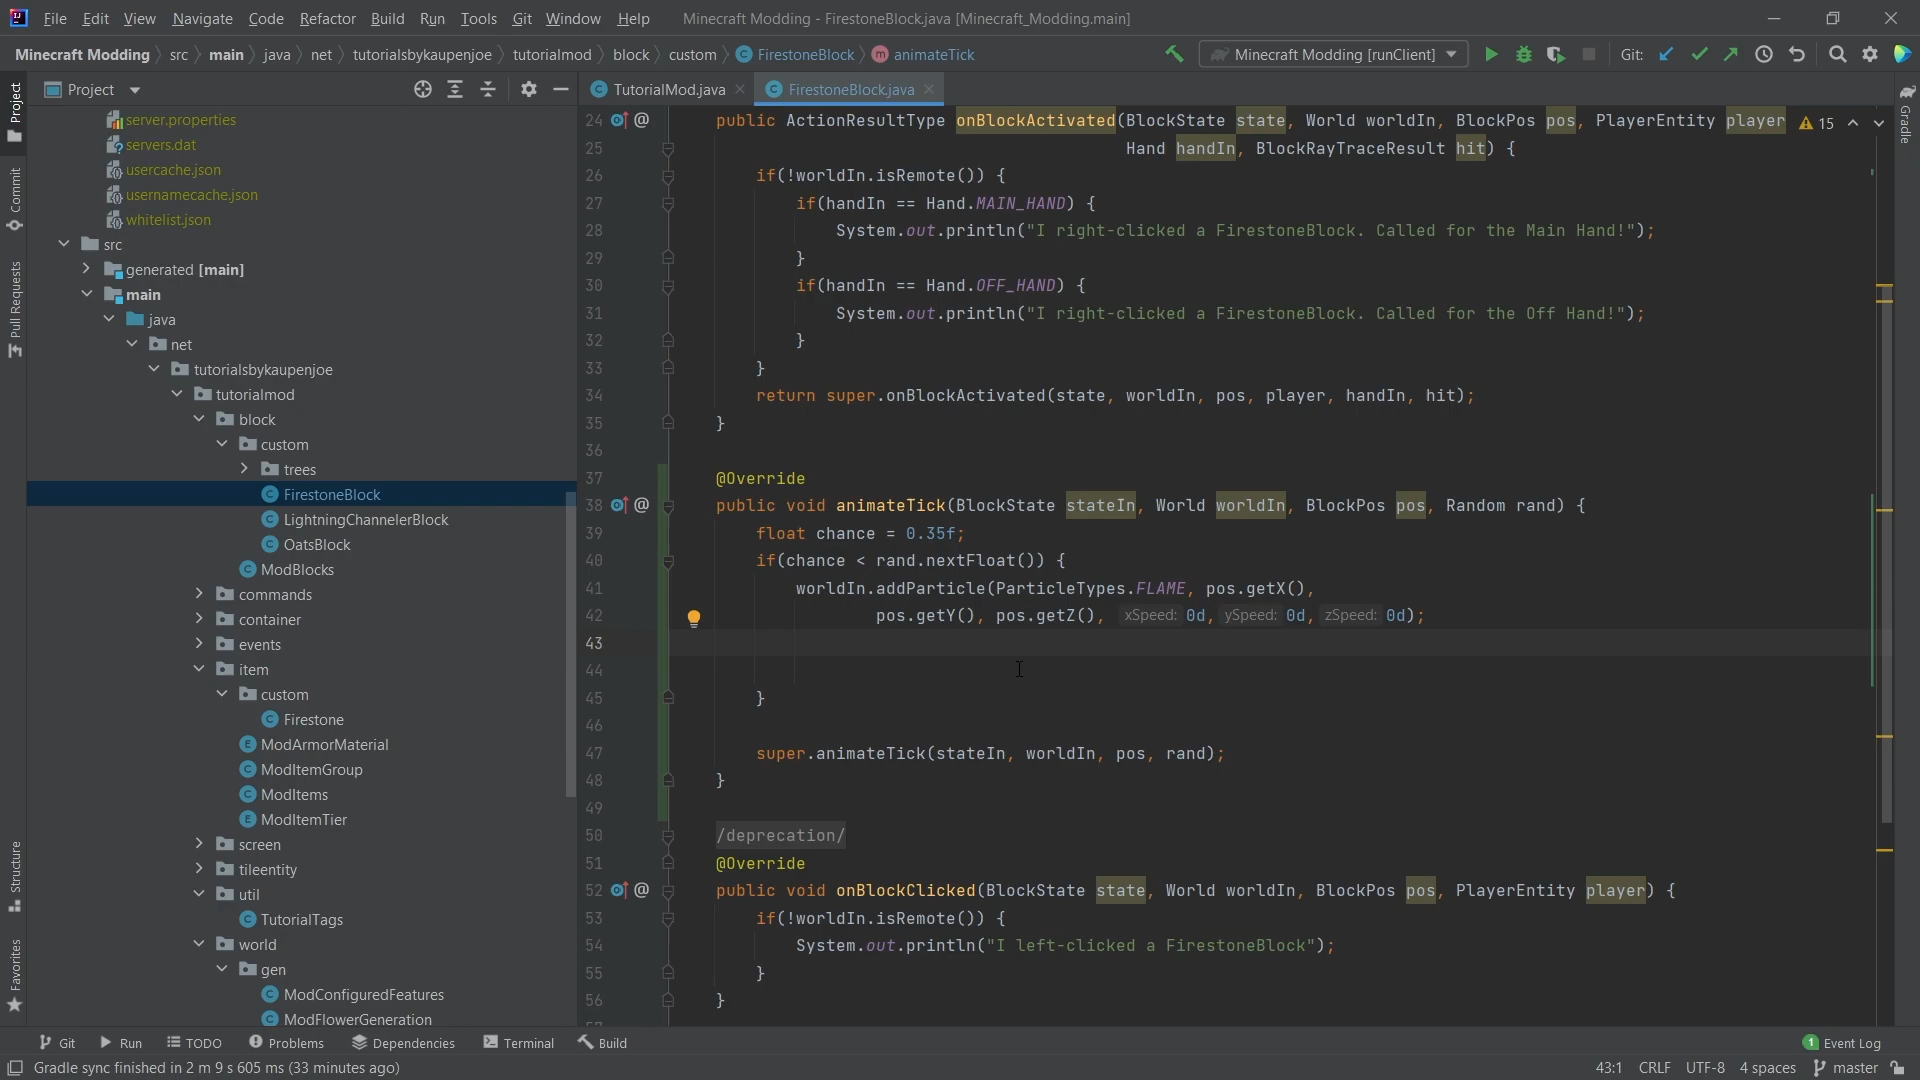 File Edit View Navigate Code Refactor Build Run Tools Git Window Help Minecraft Modding - FirestoneBlock.java [Minecraft_Modding.main]
Minecraft Modding src main java net tutorialsbykaupenjoe tutorialmod block custom FirestoneBlock animateTick Minecraft Modding [runClient] Git:
Project
TutorialMod.java FirestoneBlock.java
Project
Commit
Pull Requests
Structure
Favorites
Gradle
server.properties
servers.dat
usercache.json
usernamecache.json
whitelist.json
src
generated [main]
main
java
net
tutorialsbykaupenjoe
tutorialmod
block
custom
trees
FirestoneBlock
LightningChannelerBlock
OatsBlock
ModBlocks
commands
container
events
item
custom
Firestone
ModArmorMaterial
ModItemGroup
ModItems
ModItemTier
screen
tileentity
util
TutorialTags
world
gen
ModConfiguredFeatures
ModFlowerGeneration
24 @ public ActionResultType onBlockActivated(BlockState state, World worldIn, BlockPos pos, PlayerEntity player 15
25 Hand handIn, BlockRayTraceResult hit) {
26 if(!worldIn.isRemote()) {
27 if(handIn == Hand.MAIN_HAND) {
28 System.out.println("I right-clicked a FirestoneBlock. Called for the Main Hand!");
29 }
30 if(handIn == Hand.OFF_HAND) {
31 System.out.println("I right-clicked a FirestoneBlock. Called for the Off Hand!");
32 }
33 }
34 return super.onBlockActivated(state, worldIn, pos, player, handIn, hit);
35 }
36
37 @Override
38 @ public void animateTick(BlockState stateIn, World worldIn, BlockPos pos, Random rand) {
39 float chance = 0.35f;
40 if(chance < rand.nextFloat()) {
41 worldIn.addParticle(ParticleTypes.FLAME, pos.getX(),
42 pos.getY(), pos.getZ(), xSpeed: 0d, ySpeed: 0d, zSpeed: 0d);
43
44
45 }
46
47 super.animateTick(stateIn, worldIn, pos, rand);
48 }
49
50 /deprecation/
51 @Override
52 @ public void onBlockClicked(BlockState state, World worldIn, BlockPos pos, PlayerEntity player) {
53 if(!worldIn.isRemote()) {
54 System.out.println("I left-clicked a FirestoneBlock");
55 }
56 }
57
Git Run TODO Problems Dependencies Terminal Build 1 Event Log
Gradle sync finished in 2 m 9 s 605 ms (33 minutes ago) 43:1 CRLF UTF-8 4 spaces master